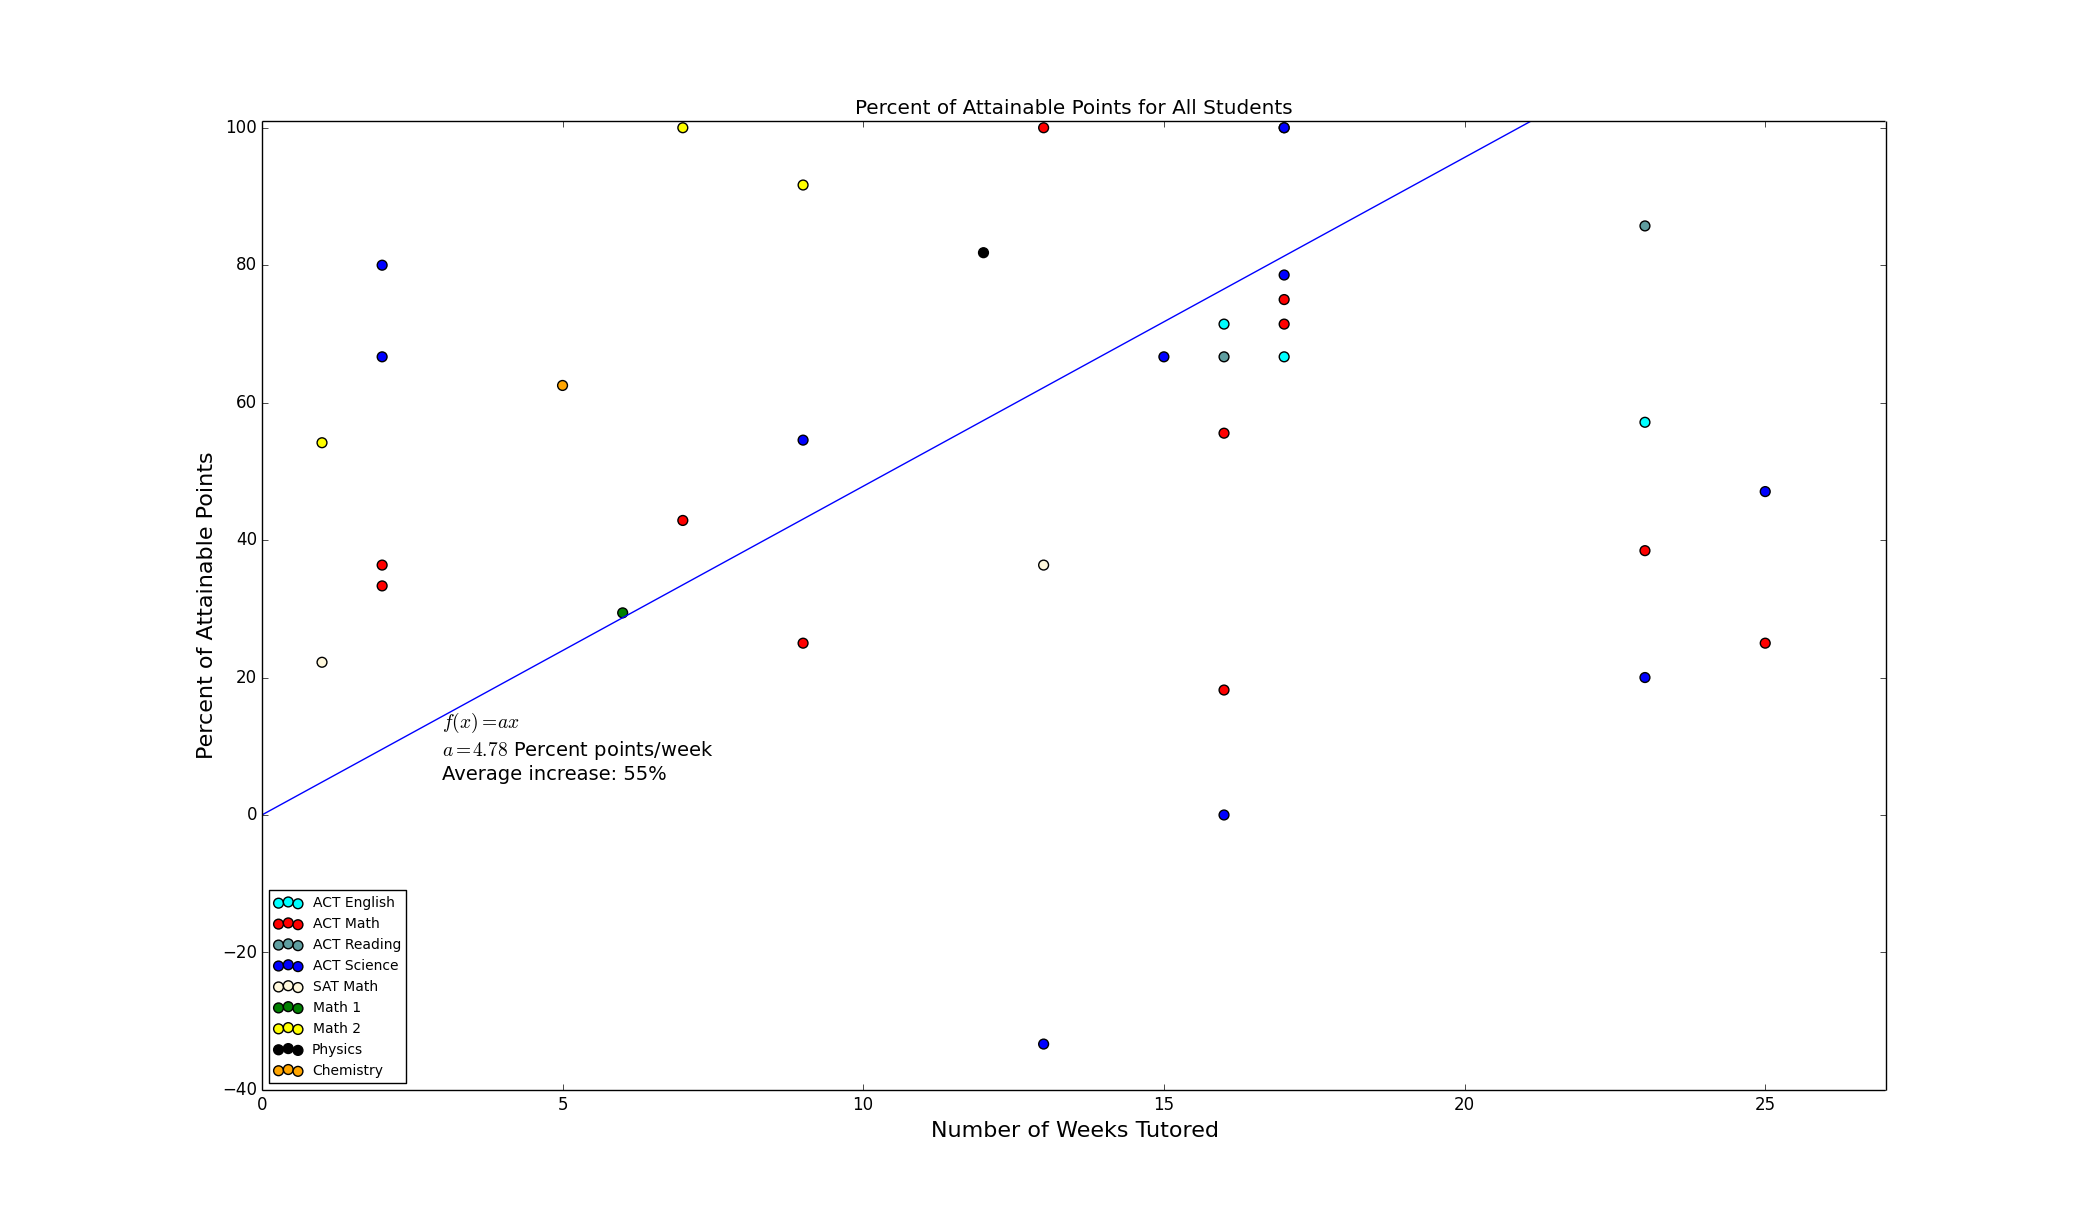 Percent of Attainable Points for All Students
100
80
60
40
20
0
−20
−40
Percent of Attainable Points
f(x)=ax
a=4.78 Percent points/week
Average increase: 55%
ACT English
ACT Math
ACT Reading
ACT Science
SAT Math
Math 1
Math 2
Physics
Chemistry
0 5 10 15 20 25
Number of Weeks Tutored